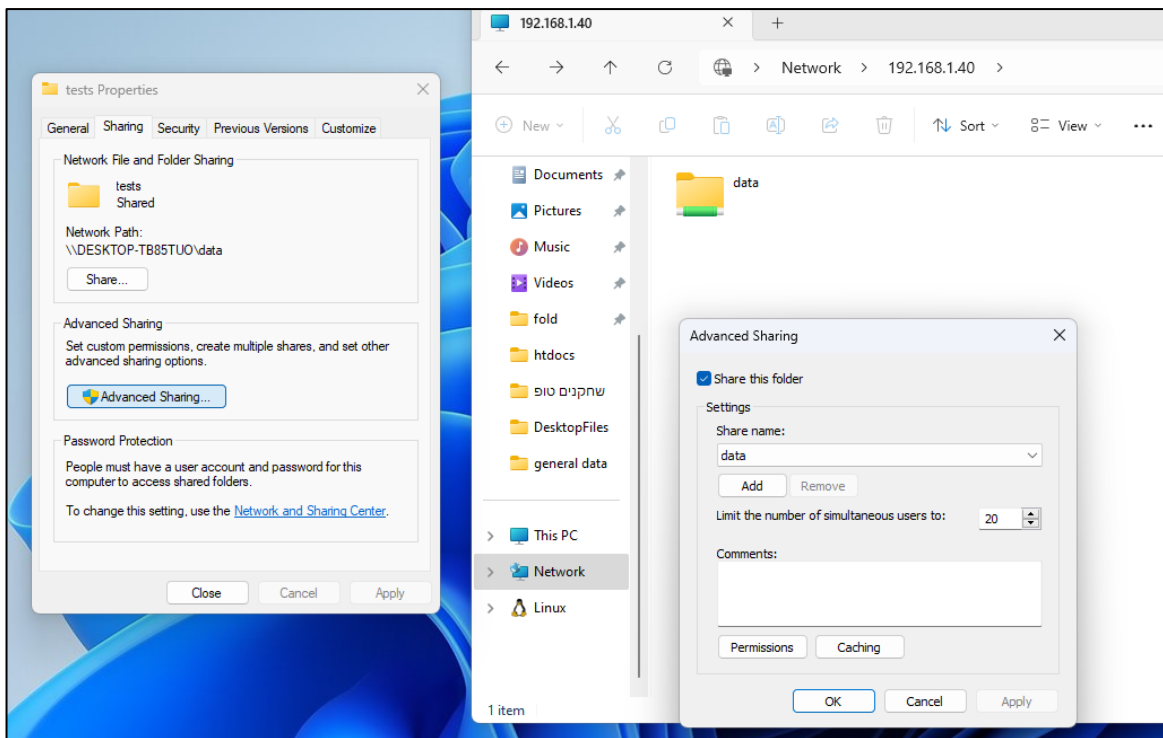 tests Properties
General Sharing Security Previous Versions Customize
Network File and Folder Sharing
tests
Shared
Network Path:
\\DESKTOP-TB85TUO\data
Share...
Advanced Sharing
Set custom permissions, create multiple shares, and set other
advanced sharing options.
Advanced Sharing...
Password Protection
People must have a user account and password for this
computer to access shared folders.
To change this setting, use the Network and Sharing Center.
Close Cancel Apply
192.168.1.40
Network > 192.168.1.40 >
New Sort View
Documents
Pictures
Music
Videos
fold
htdocs
שחקנים טופ
DesktopFiles
general data
This PC
Network
Linux
1 item
data
Advanced Sharing
Share this folder
Settings
Share name:
data
Add Remove
Limit the number of simultaneous users to: 20
Comments:
Permissions Caching
OK Cancel Apply